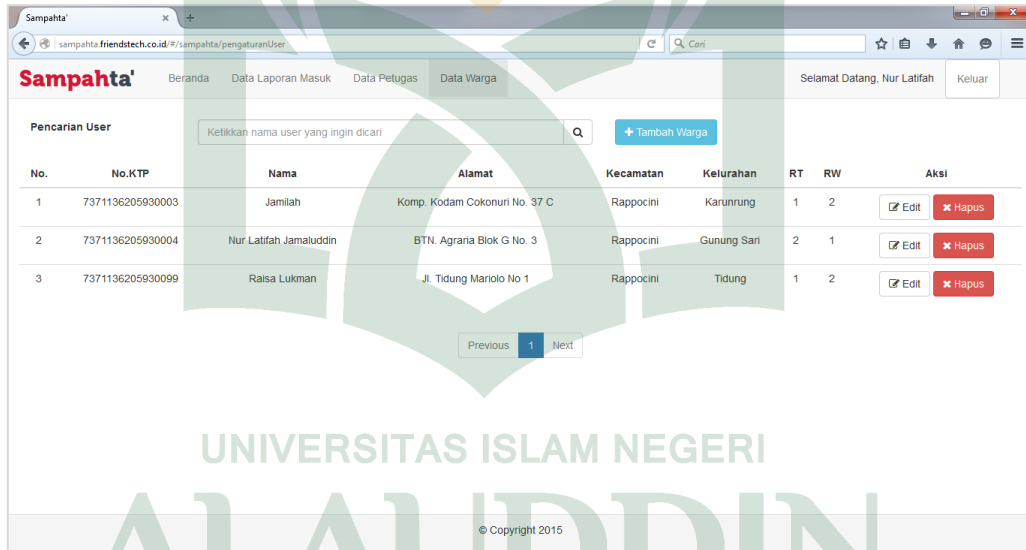 Sampahta' × +
sampahta.friendstech.co.id/#/sampahta/pengaturanUser Cari
Sampahta' Beranda Data Laporan Masuk Data Petugas Data Warga Selamat Datang, Nur Latifah Keluar
Pencarian User Ketikkan nama user yang ingin dicari + Tambah Warga
No. No.KTP Nama Alamat Kecamatan Kelurahan RT RW Aksi
1 7371136205930003 Jamilah Komp. Kodam Cokonuri No. 37 C Rappocini Karunrung 1 2 Edit × Hapus
2 7371136205930004 Nur Latifah Jamaluddin BTN. Agraria Blok G No. 3 Rappocini Gunung Sari 2 1 Edit × Hapus
3 7371136205930099 Raisa Lukman Jl. Tidung Mariolo No 1 Rappocini Tidung 1 2 Edit × Hapus
Previous 1 Next
UNIVERSITAS ISLAM NEGERI
ALAUDDIN
© Copyright 2015